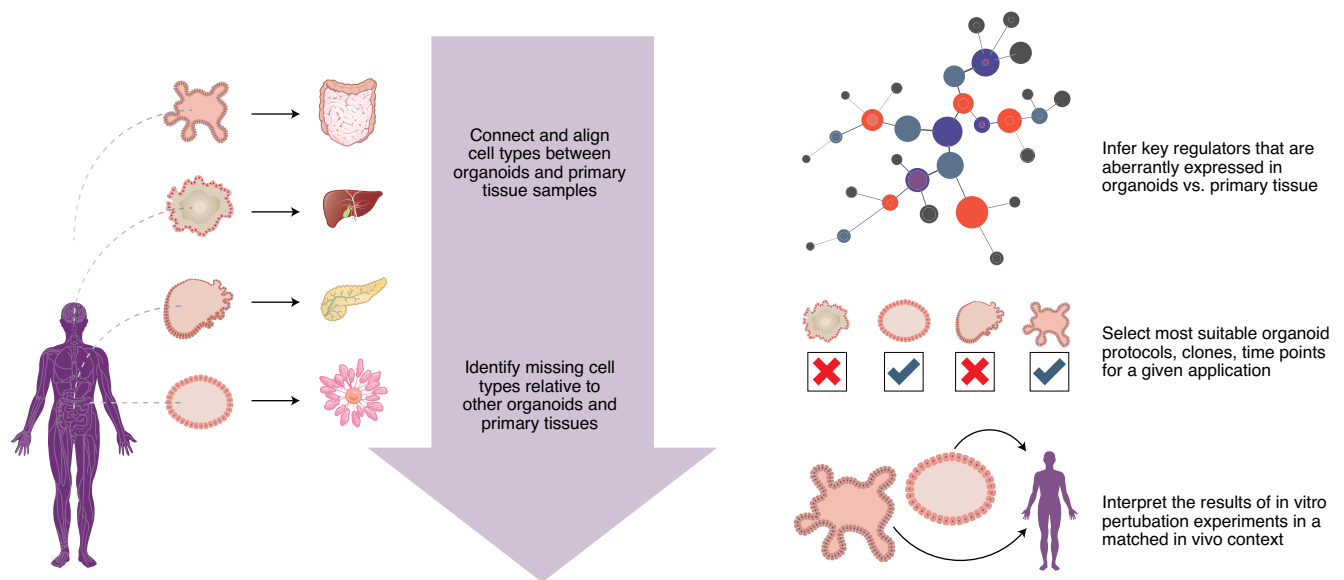 Connect and align
cell types between
organoids and primary
tissue samples
Identify missing cell
types relative to
other organoids and
primary tissues
Infer key regulators that are
aberrantly expressed in
organoids vs. primary tissue
Select most suitable organoid
protocols, clones, time points
for a given application
Interpret the results of in vitro
pertubation experiments in a
matched in vivo context